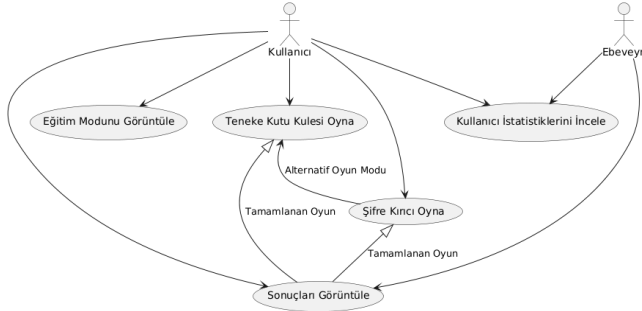 Kullanıcı
Ebeveyn
Eğitim Modunu Görüntüle
Teneke Kutu Kulesi Oyna
Kullanıcı İstatistiklerini İncele
Alternatif Oyun Modu
Tamamlanan Oyun
Şifre Kırıcı Oyna
Tamamlanan Oyun
Sonuçları Görüntüle